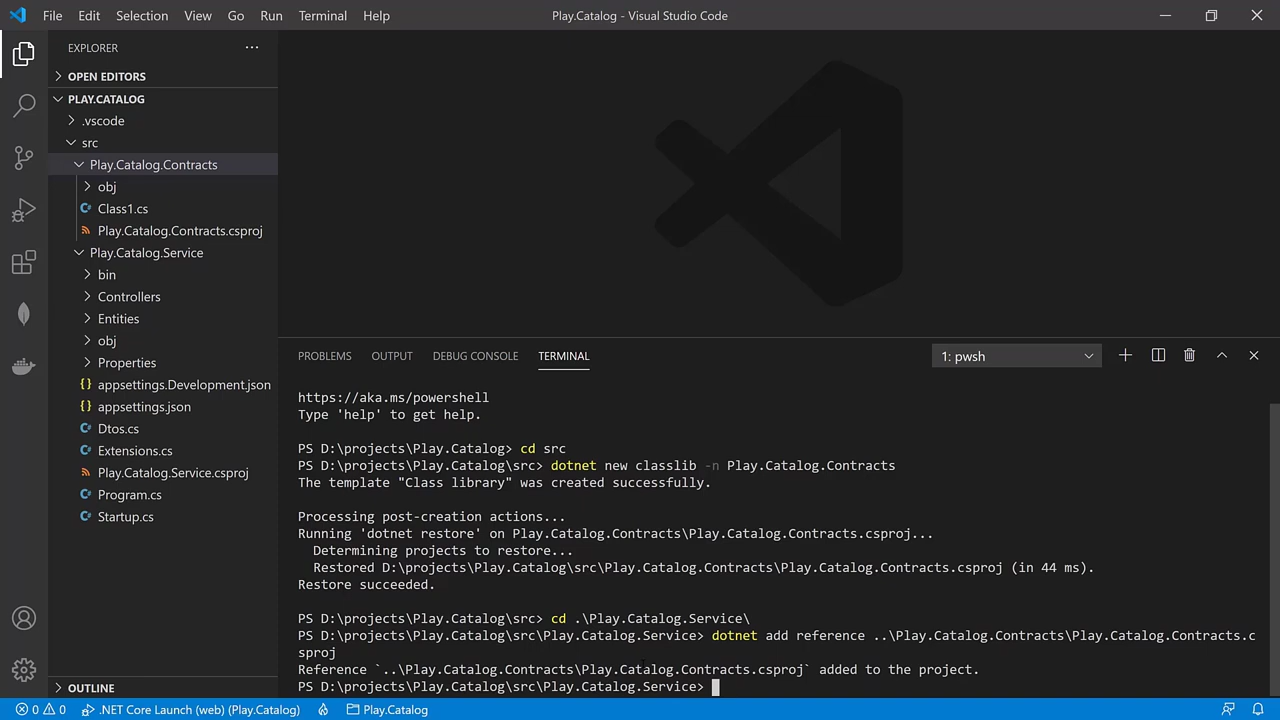 File Edit Selection View Go Run Terminal Help Play.Catalog - Visual Studio Code
EXPLORER
OPEN EDITORS
PLAY.CATALOG
.vscode
src
Play.Catalog.Contracts
obj
Class1.cs
Play.Catalog.Contracts.csproj
Play.Catalog.Service
bin
Controllers
Entities
obj
Properties
{} appsettings.Development.json
{} appsettings.json
Dtos.cs
Extensions.cs
Play.Catalog.Service.csproj
Program.cs
Startup.cs
OUTLINE
PROBLEMS OUTPUT DEBUG CONSOLE TERMINAL 1: pwsh
https://aka.ms/powershell
Type 'help' to get help.
PS D:\projects\Play.Catalog> cd src
PS D:\projects\Play.Catalog\src> dotnet new classlib -n Play.Catalog.Contracts
The template "Class library" was created successfully.
Processing post-creation actions...
Running 'dotnet restore' on Play.Catalog.Contracts\Play.Catalog.Contracts.csproj...
Determining projects to restore...
Restored D:\projects\Play.Catalog\src\Play.Catalog.Contracts\Play.Catalog.Contracts.csproj (in 44 ms).
Restore succeeded.
PS D:\projects\Play.Catalog\src> cd .\Play.Catalog.Service\
PS D:\projects\Play.Catalog\src\Play.Catalog.Service> dotnet add reference ..\Play.Catalog.Contracts\Play.Catalog.Contracts.c
sproj
Reference `..\Play.Catalog.Contracts\Play.Catalog.Contracts.csproj` added to the project.
PS D:\projects\Play.Catalog\src\Play.Catalog.Service>
0 0 .NET Core Launch (web) (Play.Catalog) Play.Catalog